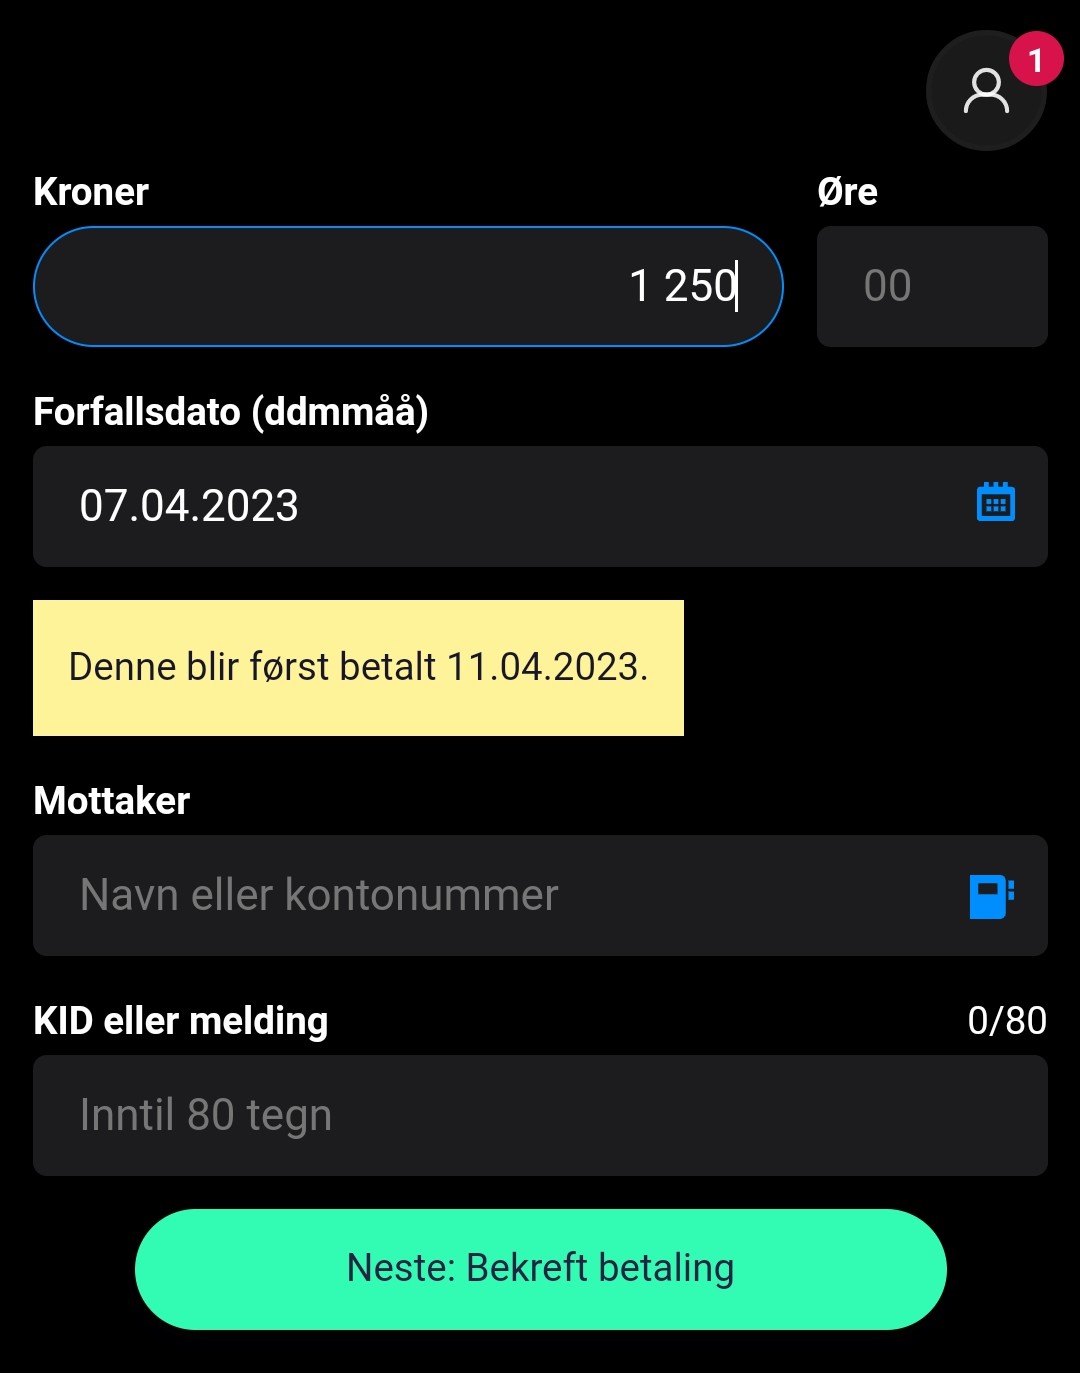 1
Kroner
Øre
1 250
00
Forfallsdato (ddmmåå)
07.04.2023
Denne blir først betalt 11.04.2023.
Mottaker
Navn eller kontonummer
KID eller melding
0/80
Inntil 80 tegn
Neste: Bekreft betaling